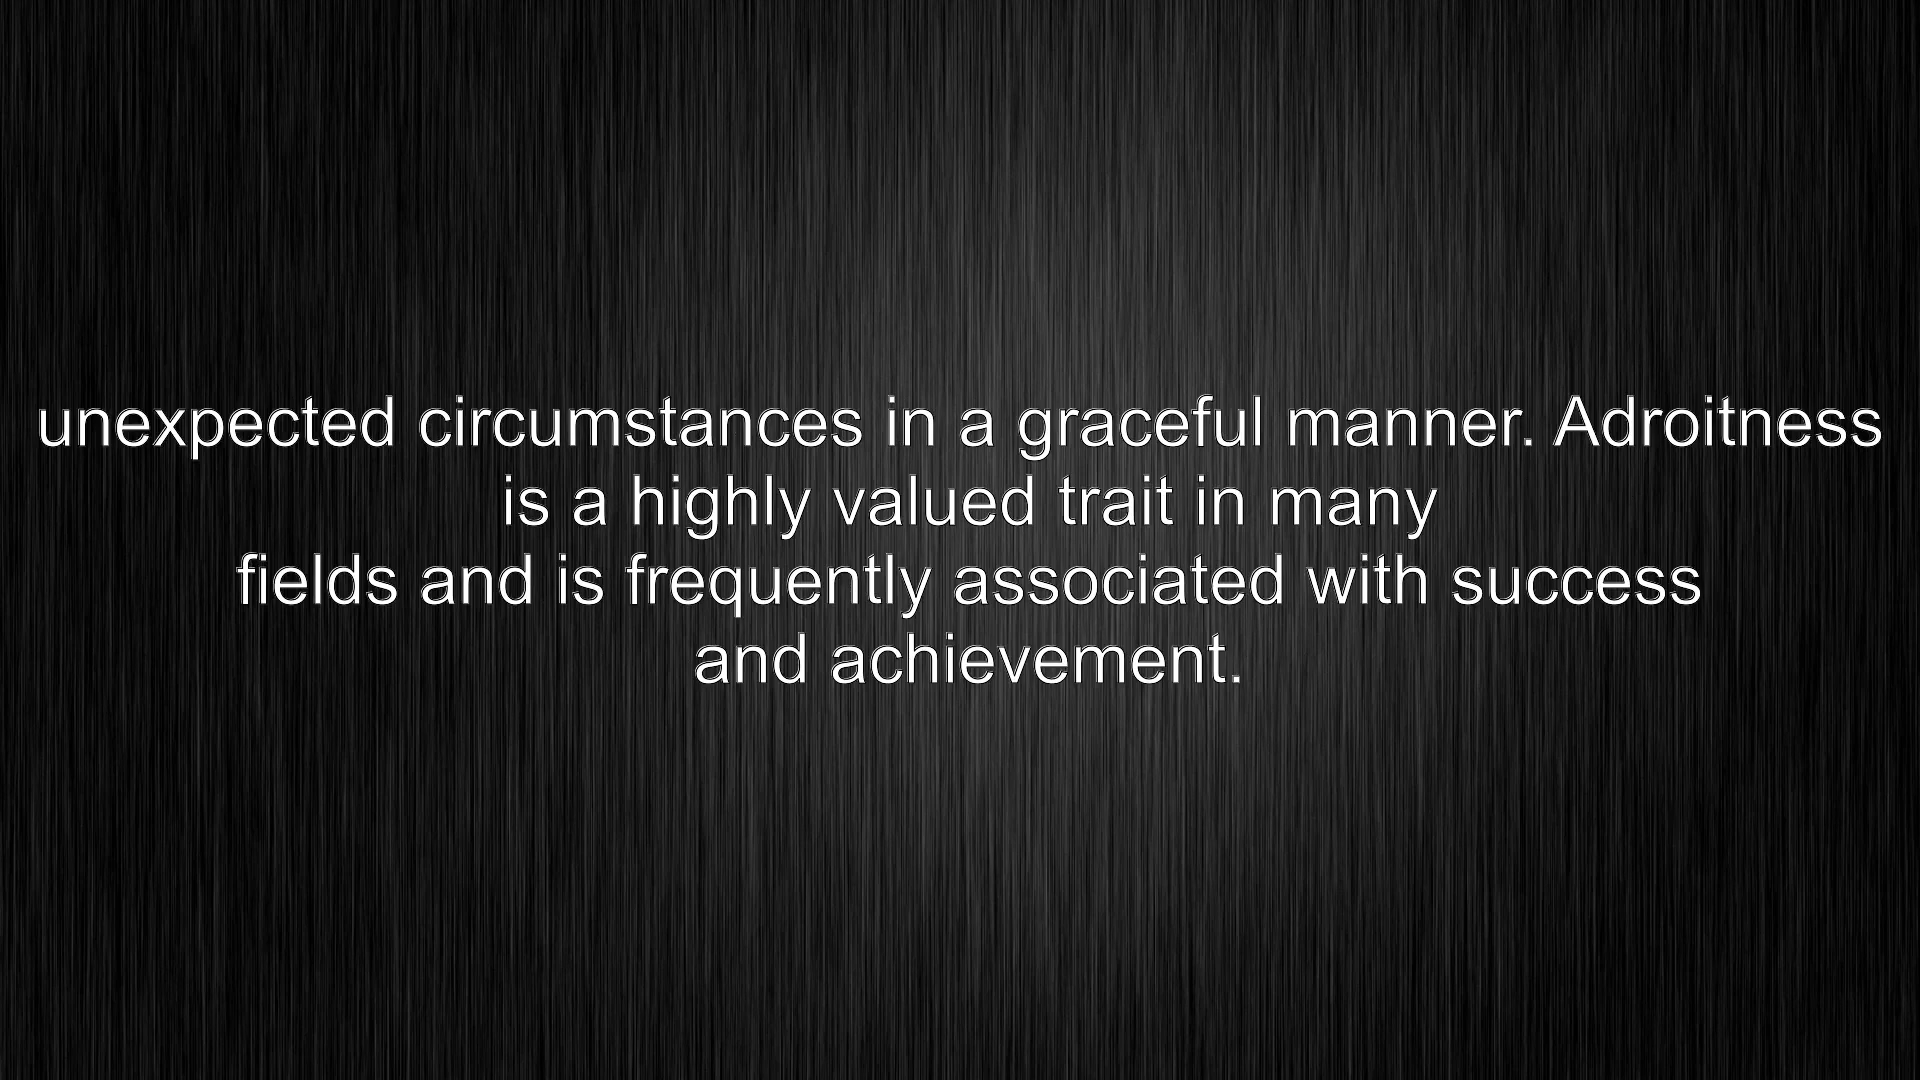 unexpected circumstances in a graceful manner. Adroitness
is a highly valued trait in many
fields and is frequently associated with success
and achievement.